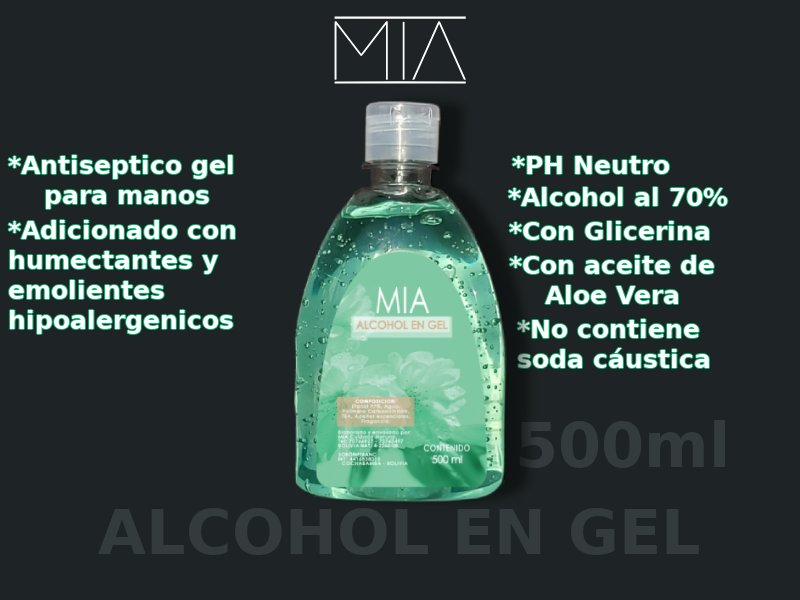 MIA
*Antiseptico gel
para manos
*Adicionado con
humectantes y
emolientes
hipoalergenicos
*PH Neutro
*Alcohol al 70%
*Con Glicerina
*Con aceite de
Aloe Vera
*No contiene
soda cáustica
MIA
ALCOHOL EN GEL
COMPOSICION:
CONTENIDO
500 ml
COCHABAMBA - BOLIVIA
500ml
ALCOHOL EN GEL